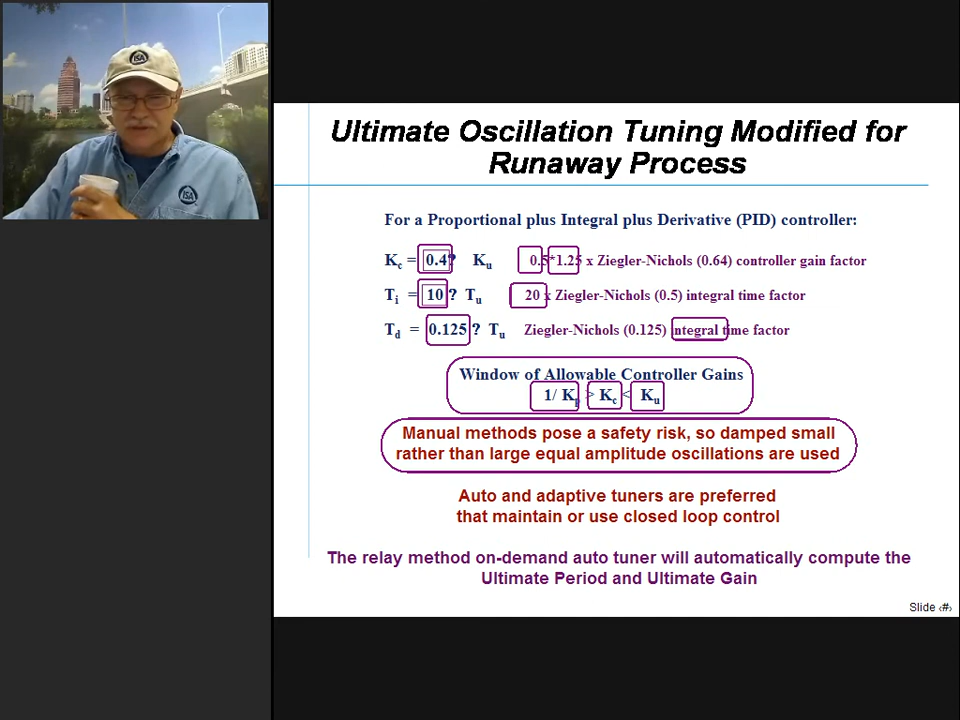 ISA
ISA
Ultimate Oscillation Tuning Modified for
Runaway Process
For a Proportional plus Integral plus Derivative (PID) controller:
Kc = 0.4? Ku 0.5*1.25 x Ziegler-Nichols (0.64) controller gain factor
Ti = 10 ? Tu 20 x Ziegler-Nichols (0.5) integral time factor
Td = 0.125 ? Tu Ziegler-Nichols (0.125) integral time factor
Window of Allowable Controller Gains
1/ Kp > Kc < Ku
Manual methods pose a safety risk, so damped small
rather than large equal amplitude oscillations are used
Auto and adaptive tuners are preferred
that maintain or use closed loop control
The relay method on-demand auto tuner will automatically compute the
Ultimate Period and Ultimate Gain
Slide ‹#›